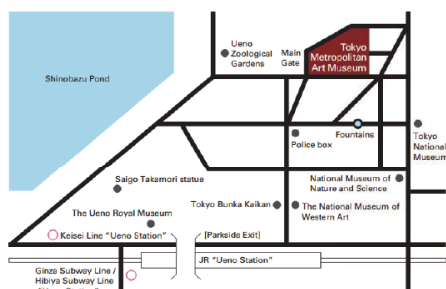 Ueno
Zoological
Gardens
Main
Gate
Tokyo
Metropolitan
Art Museum
Shinobazu Pond
Police box
Fountains
Tokyo
National
Museum
Saigo Takamori statue
National Museum of
Nature and Science
The Ueno Royal Museum
Tokyo Bunka Kaikan
The National Museum of
Western Art
Keisei Line "Ueno Station"
[Parkside Exit]
JR "Ueno Station"
Ginza Subway Line /
Hibiya Subway Line